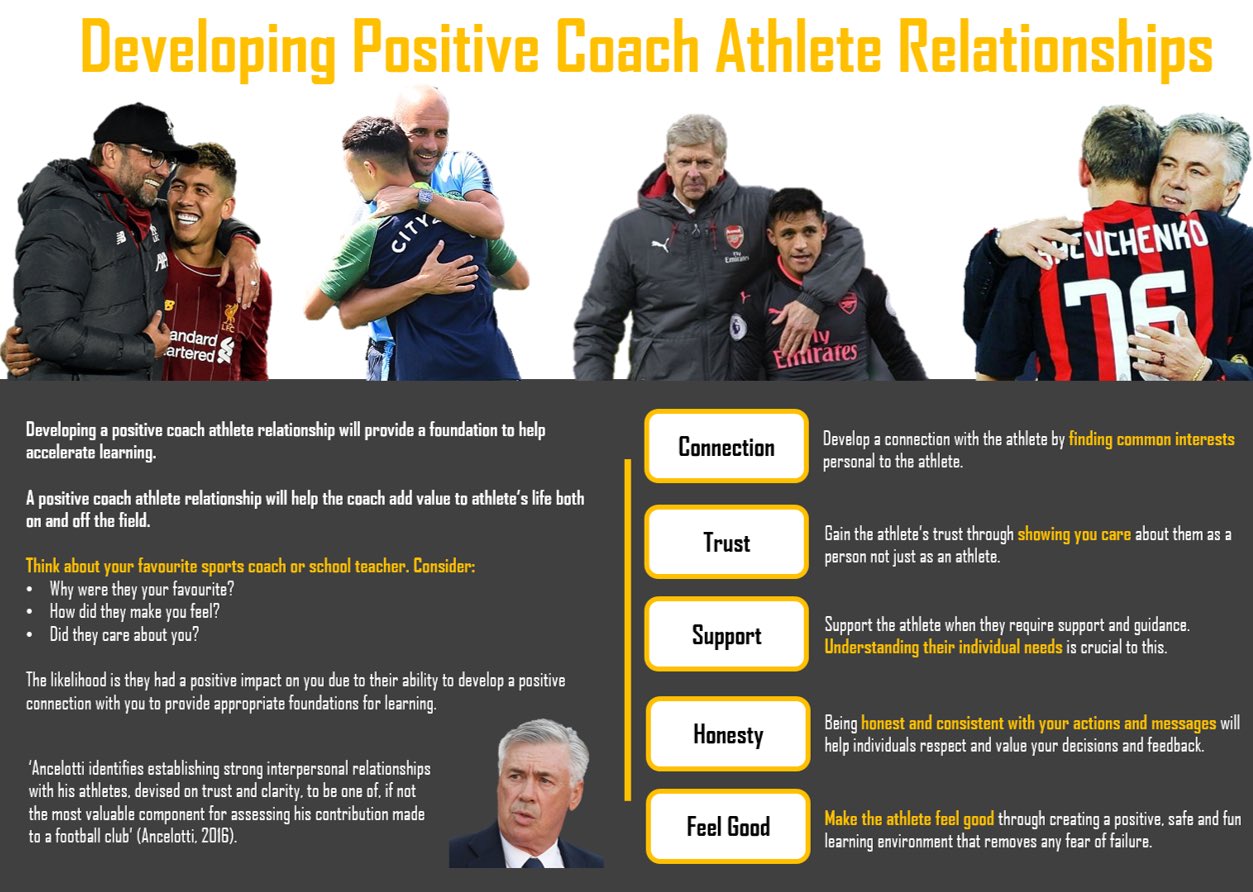 Developing Positive Coach Athlete Relationships
CITYZ
Fly
Emirates
Fly
Emirates
LFC
76
Developing a positive coach athlete relationship will provide a foundation to help
accelerate learning.
A positive coach athlete relationship will help the coach add value to athlete's life both
on and off the field.
Think about your favourite sports coach or school teacher. Consider:
• Why were they your favourite?
• How did they make you feel?
• Did they care about you?
The likelihood is they had a positive impact on you due to their ability to develop a positive
connection with you to provide appropriate foundations for learning.
'Ancelotti identifies establishing strong interpersonal relationships
with his athletes, devised on trust and clarity, to be one of, if not
the most valuable component for assessing his contribution made
to a football club' (Ancelotti, 2016).
Connection
Develop a connection with the athlete by finding common interests
personal to the athlete.
Trust
Gain the athlete's trust through showing you care about them as a
person not just as an athlete.
Support
Support the athlete when they require support and guidance.
Understanding their individual needs is crucial to this.
Honesty
Being honest and consistent with your actions and messages will
help individuals respect and value your decisions and feedback.
Feel Good
Make the athlete feel good through creating a positive, safe and fun
learning environment that removes any fear of failure.